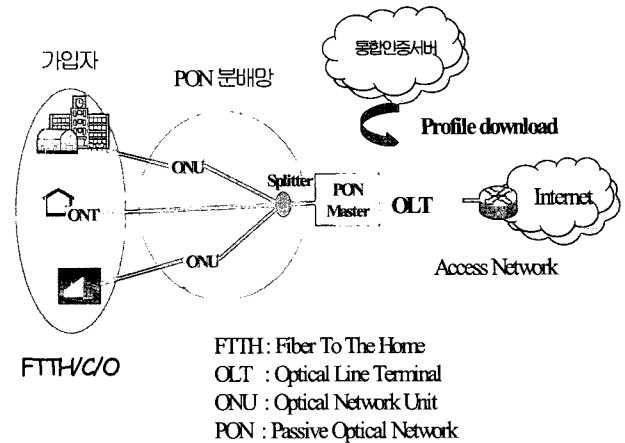 통합인증서버
가입자
PON 분배망
Profile download
ONU
Splitter
PON
Master
OLT
Internet
ONT
ONU
Access Network
FTTH/C/O
FTTH : Fiber To The Home
OLT : Optical Line Terminal
ONU : Optical Network Unit
PON : Passive Optical Network